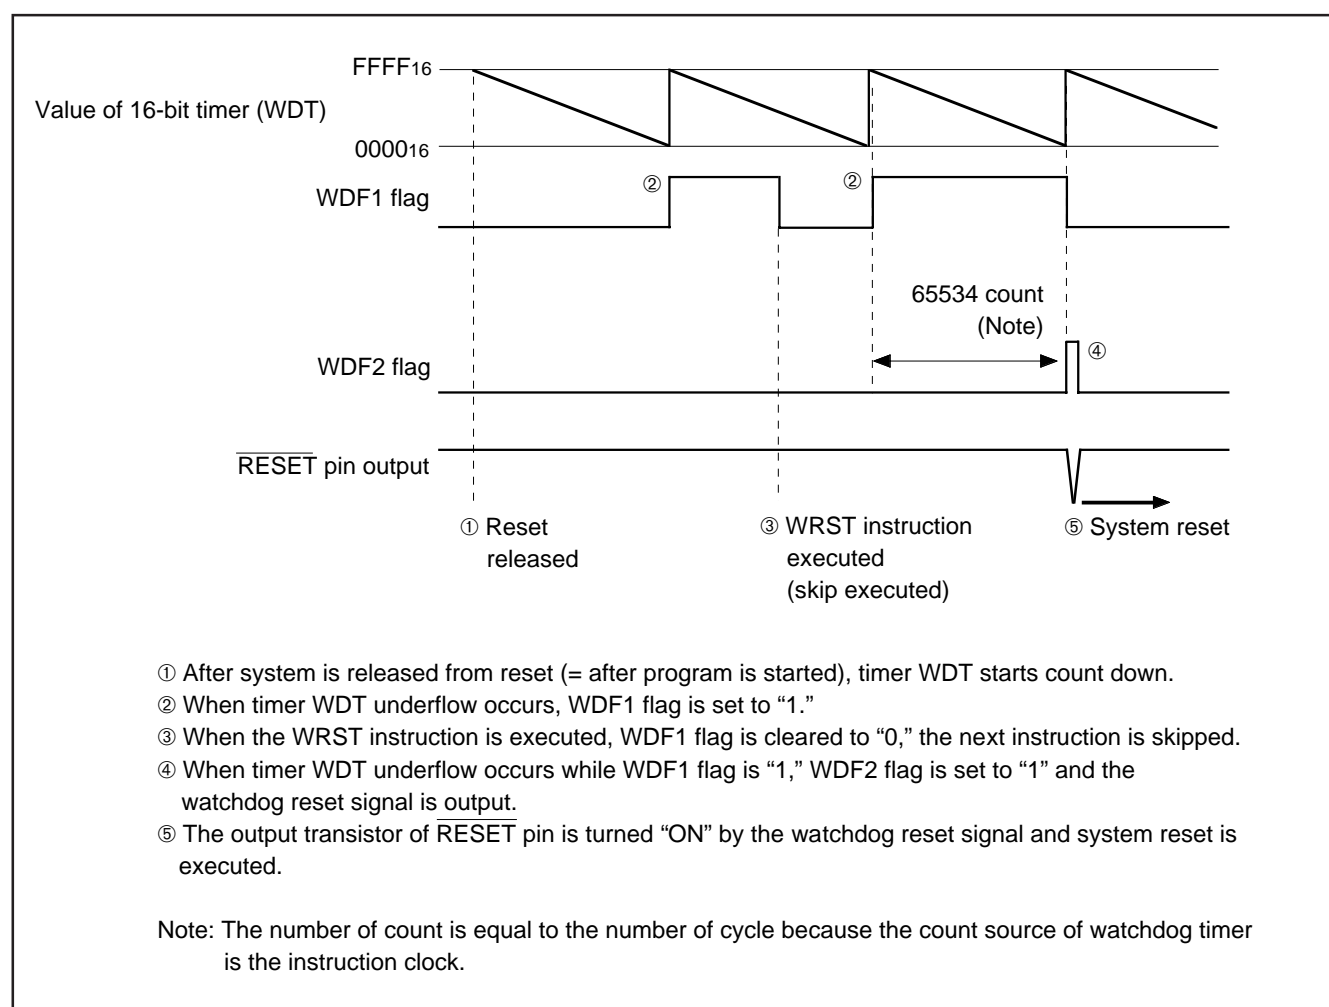 FFFF16
Value of 16-bit timer (WDT)
000016
②
②
WDF1 flag
65534 count
(Note)
④
WDF2 flag
RESET pin output
① Reset
released
③ WRST instruction
executed
(skip executed)
⑤ System reset
① After system is released from reset (= after program is started), timer WDT starts count down.
② When timer WDT underflow occurs, WDF1 flag is set to “1.”
③ When the WRST instruction is executed, WDF1 flag is cleared to “0,” the next instruction is skipped.
④ When timer WDT underflow occurs while WDF1 flag is “1,” WDF2 flag is set to “1” and the
watchdog reset signal is output.
⑤ The output transistor of RESET pin is turned “ON” by the watchdog reset signal and system reset is
executed.
Note: The number of count is equal to the number of cycle because the count source of watchdog timer
is the instruction clock.